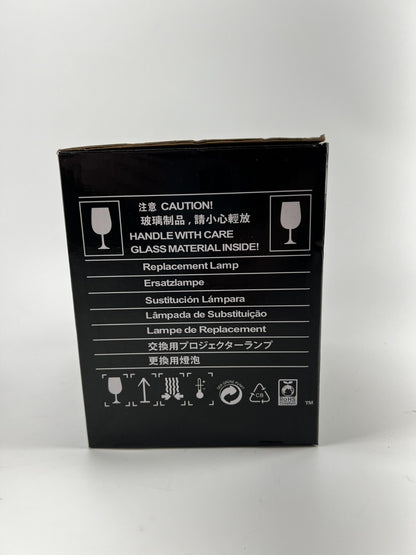 注意 CAUTION!
玻璃制品，請小心輕放
HANDLE WITH CARE
GLASS MATERIAL INSIDE!
Replacement Lamp
Ersatzlampe
Sustitución Lámpara
Lâmpada de Substituição
Lampe de Replacement
交換用プロジェクターランプ
更換用燈泡
CB
RoHS
TM